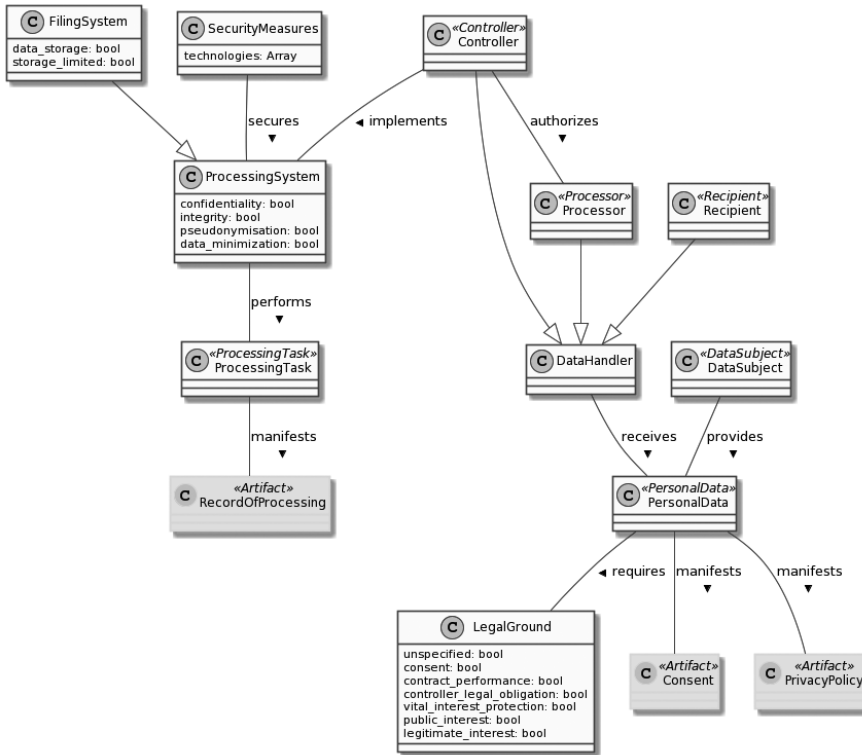 C FilingSystem
data_storage: bool
storage_limited: bool
C SecurityMeasures
technologies: Array
C «Controller»
Controller
secures
implements
authorizes
C ProcessingSystem
confidentiality: bool
integrity: bool
pseudonymisation: bool
data_minimization: bool
C «Processor»
Processor
C «Recipient»
Recipient
performs
C «ProcessingTask»
ProcessingTask
C DataHandler
C «DataSubject»
DataSubject
manifests
receives
provides
C «Artifact»
RecordOfProcessing
C «PersonalData»
PersonalData
requires
manifests
manifests
C LegalGround
unspecified: bool
consent: bool
contract_performance: bool
controller_legal_obligation: bool
vital_interest_protection: bool
public_interest: bool
legitimate_interest: bool
C «Artifact»
Consent
C «Artifact»
PrivacyPolicy